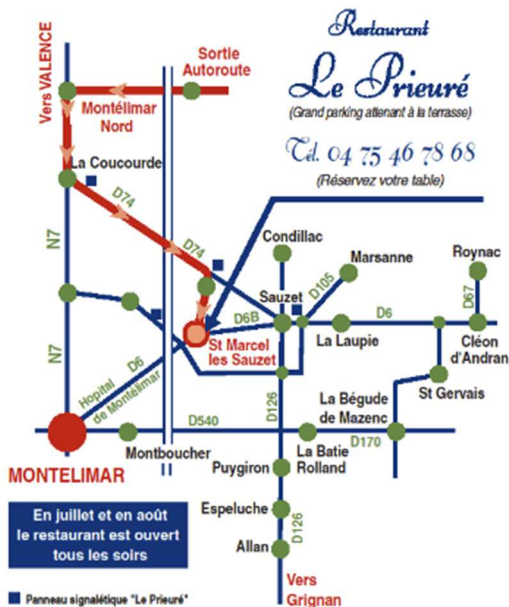 Restaurant
Le Prieuré
(Grand parking attenant à la terrasse)
Tél. 04 75 46 78 68
(Réservez votre table)
Vers VALENCE
Sortie
Autoroute
Montélimar
Nord
La Coucourde
D74
D74
N7
N7
Condillac
Marsanne
Roynac
D105
D67
Sauzet
D6B
D6
St Marcel
les Sauzet
La Laupie
Cléon
d'Andran
D6
Hopital
de Montélimar
St Gervais
D126
La Bégude
de Mazenc
D540
D170
MONTELIMAR
Montboucher
La Batie
Rolland
Puygiron
Espeluche
D126
Allan
En juillet et en août
le restaurant est ouvert
tous les soirs
Vers
Grignan
Panneau signalétique "Le Prieuré"